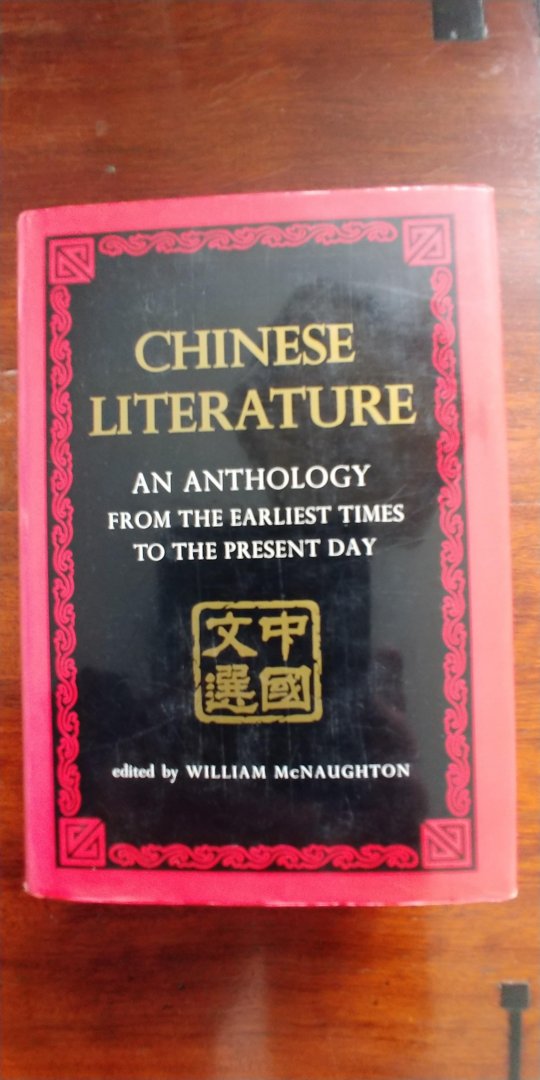 CHINESE
LITERATURE
AN ANTHOLOGY
FROM THE EARLIEST TIMES
TO THE PRESENT DAY
中國
文選
edited by WILLIAM McNAUGHTON